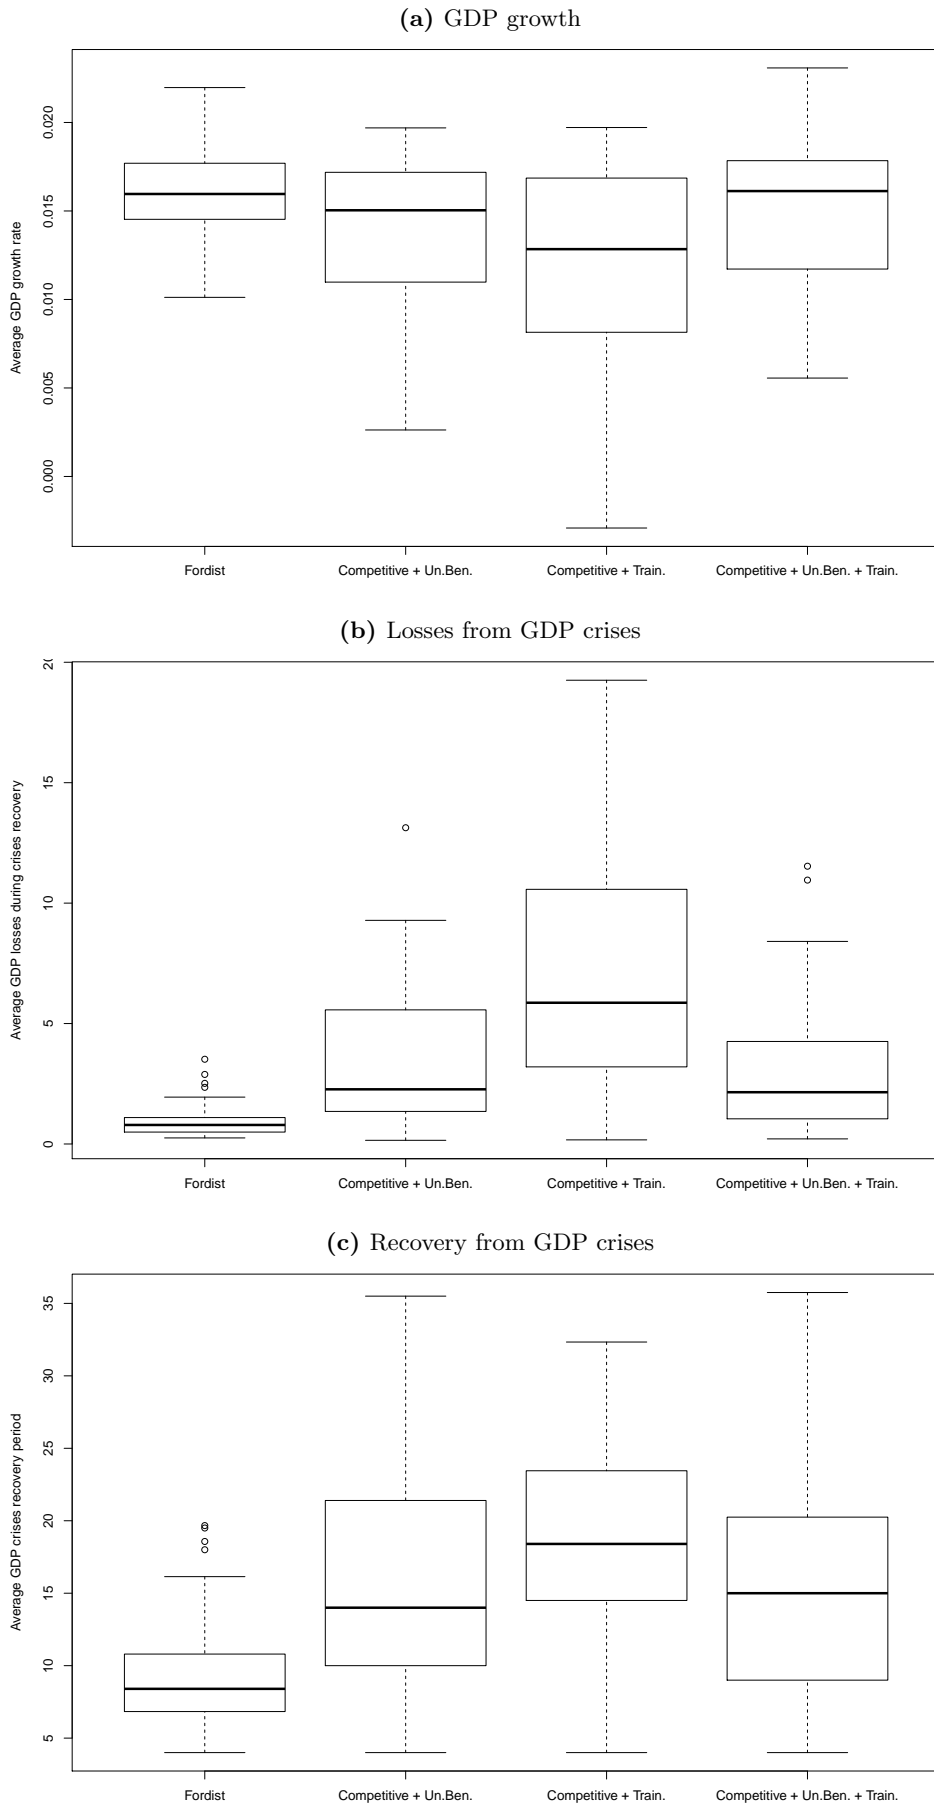 (a) GDP growth
Average GDP growth rate
0.020
0.015
0.010
0.005
0.000
Fordist
Competitive + Un.Ben.
Competitive + Train.
Competitive + Un.Ben. + Train.
(b) Losses from GDP crises
Average GDP losses during crises recovery
20
15
10
5
0
Fordist
Competitive + Un.Ben.
Competitive + Train.
Competitive + Un.Ben. + Train.
(c) Recovery from GDP crises
Average GDP crises recovery period
35
30
25
20
15
10
5
Fordist
Competitive + Un.Ben.
Competitive + Train.
Competitive + Un.Ben. + Train.